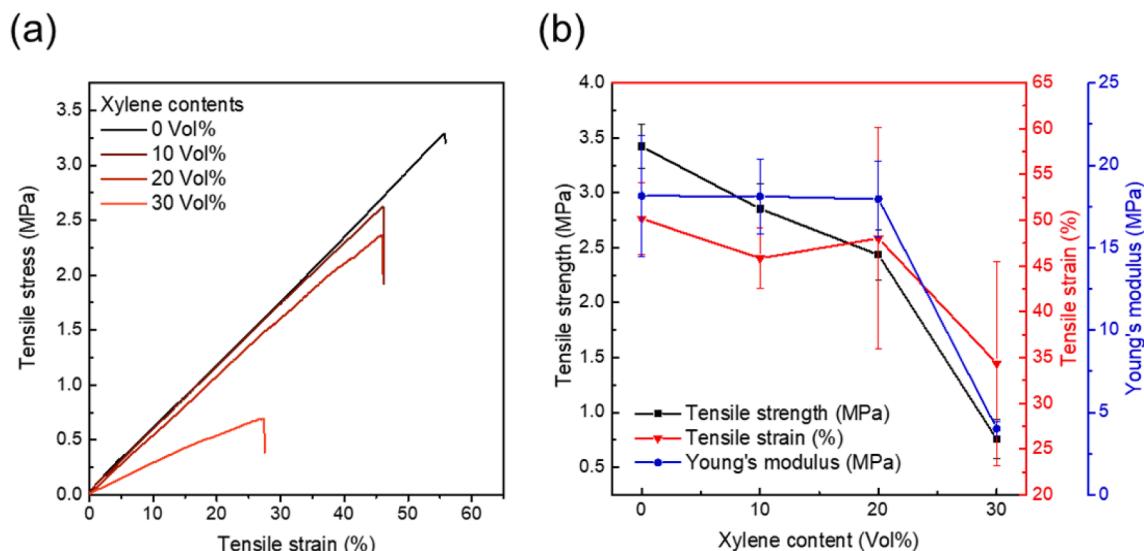 (a)
Xylene contents
0 Vol%
10 Vol%
20 Vol%
30 Vol%
3.5
3.0
2.5
2.0
1.5
1.0
0.5
0.0
0 10 20 30 40 50 60
Tensile stress (MPa)
Tensile strain (%)
(b)
4.0
3.5
3.0
2.5
2.0
1.5
1.0
0.5
Tensile strength (MPa)
Tensile strength (MPa)
Tensile strain (%)
Young's modulus (MPa)
0 10 20 30
Xylene content (Vol%)
65
60
55
50
45
40
35
30
25
20
Tensile strain (%)
25
20
15
10
5
0
Young's modulus (MPa)